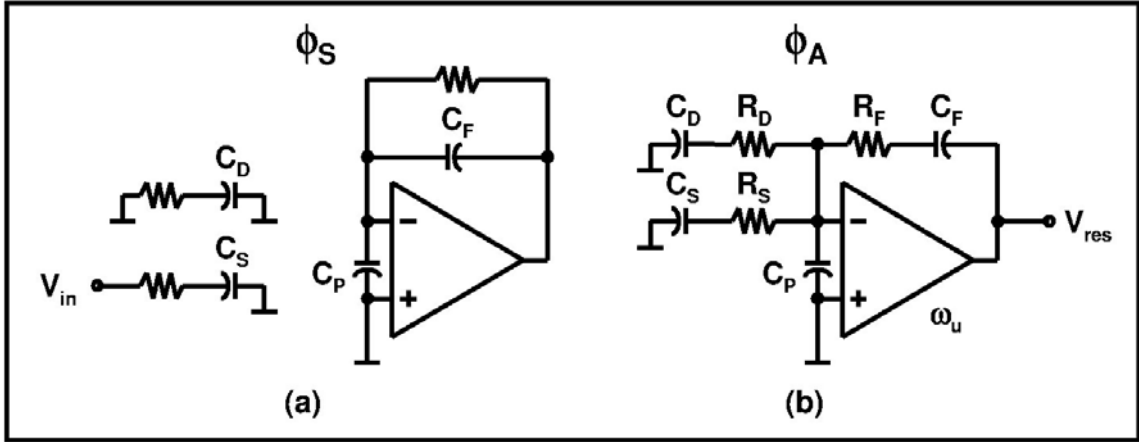 ϕS
ϕA
CF
CD
RD
RF
CF
CD
CS
RS
Vin
CS
CP
−
+
CP
−
+
Vres
ωu
(a)
(b)